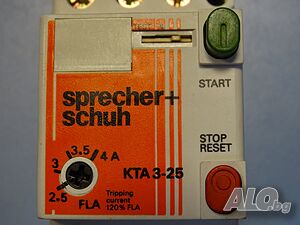 sprecher+
schuh
START
STOP
RESET
KTA 3-25
2.5 3 3.5 4 A
FLA
Tripping
current
120% FLA
ALO.bg